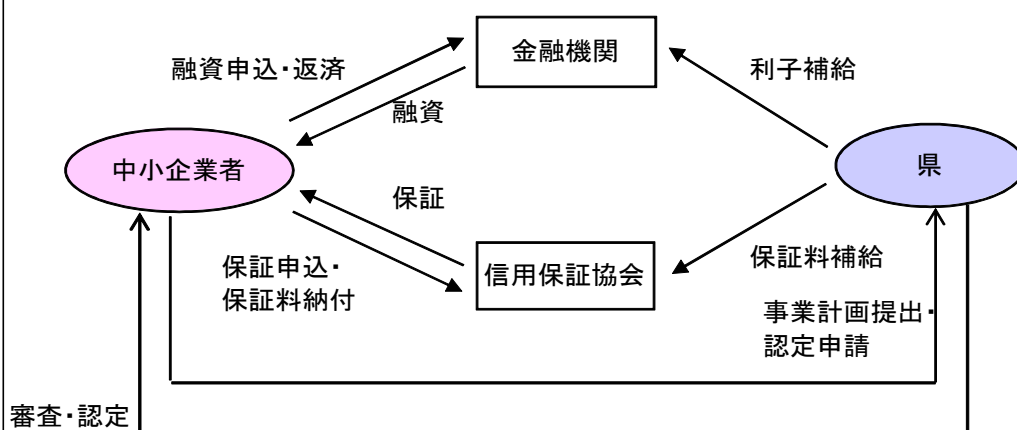 金融機関
融資申込・返済
利子補給
融資
中小企業者
県
保証
保証申込・
保証料納付
信用保証協会
保証料補給
事業計画提出・
認定申請
審査・認定